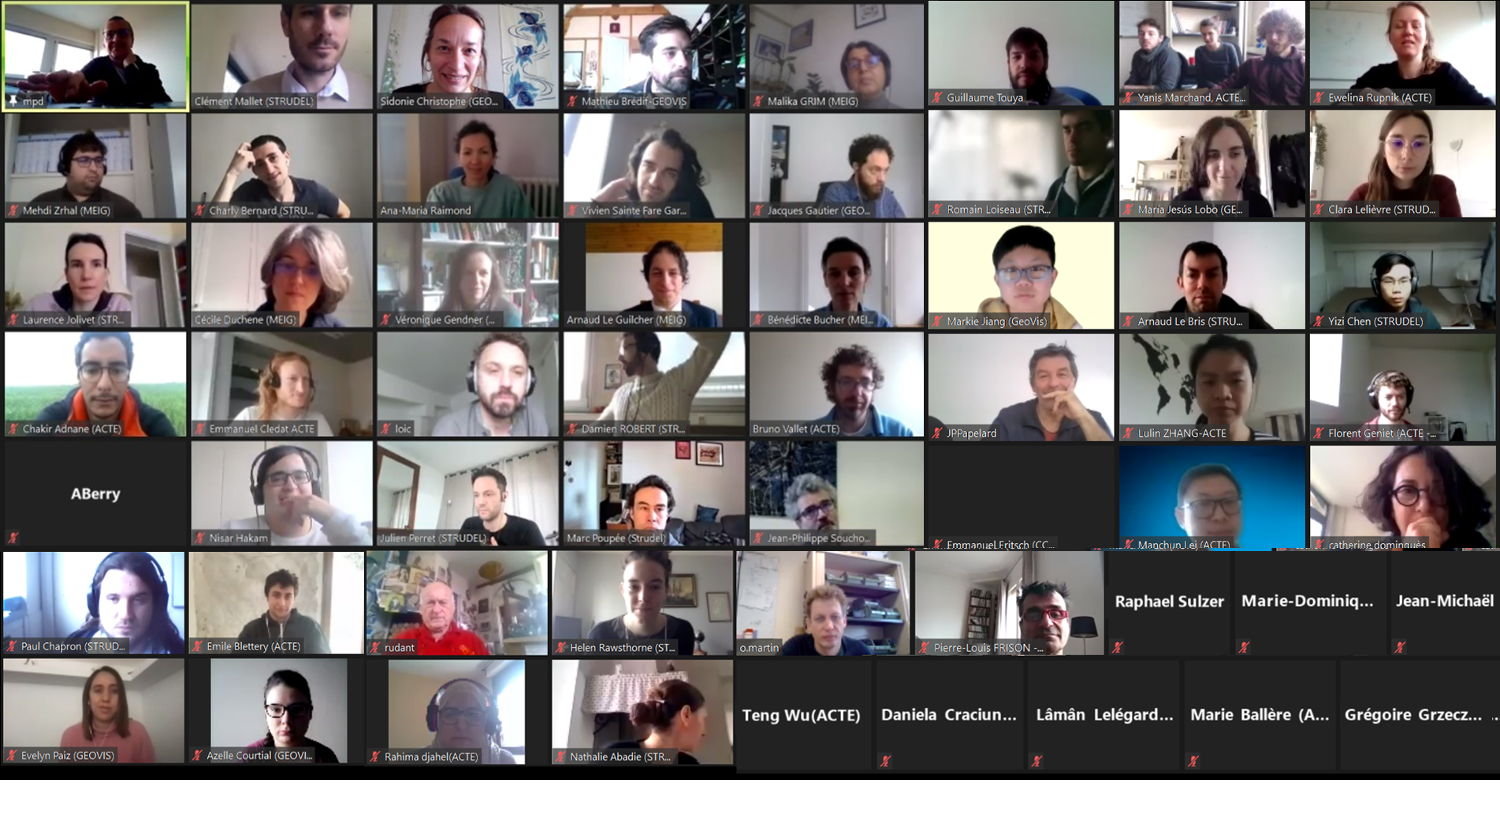 mpd
Clément Mallet (STRUDEL)
Sidonie Christophe (GEO...
Mathieu Brédif-GEOVIS
Malika GRIM (MEIG)
Guillaume Touya
Yanis Marchand, ACTE...
Ewelina Rupnik (ACTE)
Mehdi Zrhal (MEIG)
Charly Bernard (STRU...
Ana-Maria Raimond
Vivien Sainte Fare Gar...
Jacques Gautier (GEO...
Romain Loiseau (STR...
María Jesús Lobo (GE...
Clara Lelièvre (STRUD...
Laurence Jolivet (STR...
Cécile Duchene (MEIG)
Véronique Gendner (...
Arnaud Le Guilcher (MEIG)
Bénédicte Bucher (MEI...
Markie Jiang (GeoVis)
Arnaud Le Bris (STRU...
Yizi Chen (STRUDEL)
Chakir Adnane (ACTE)
Emmanuel Cledat ACTE
loic
Damien ROBERT (STR...
Bruno Vallet (ACTE)
JPPapelard
Lulin ZHANG-ACTE
Florent Geniet (ACTE -...
ABerry
Nisar Hakam
Julien Perret (STRUDEL)
Marc Poupée (Strudel)
Jean-Philippe Soucho...
Emmanuel Fritsch (CC...
Manchun Lei (ACTE)
catherine dominguès
Paul Chapron (STRUD...
Emile Blettery (ACTE)
rudant
Helen Rawsthorne (ST...
o.martin
Pierre-Louis FRISON -...
Raphael Sulzer
Marie-Dominiq...
Jean-Michaël
Evelyn Paiz (GEOVIS)
Azelle Courtial (GEOVI...
Rahima djahel(ACTE)
Nathalie Abadie (STR...
Teng Wu(ACTE)
Daniela Craciun...
Lâmân Lelégard...
Marie Ballère (A...
Grégoire Grzecz...